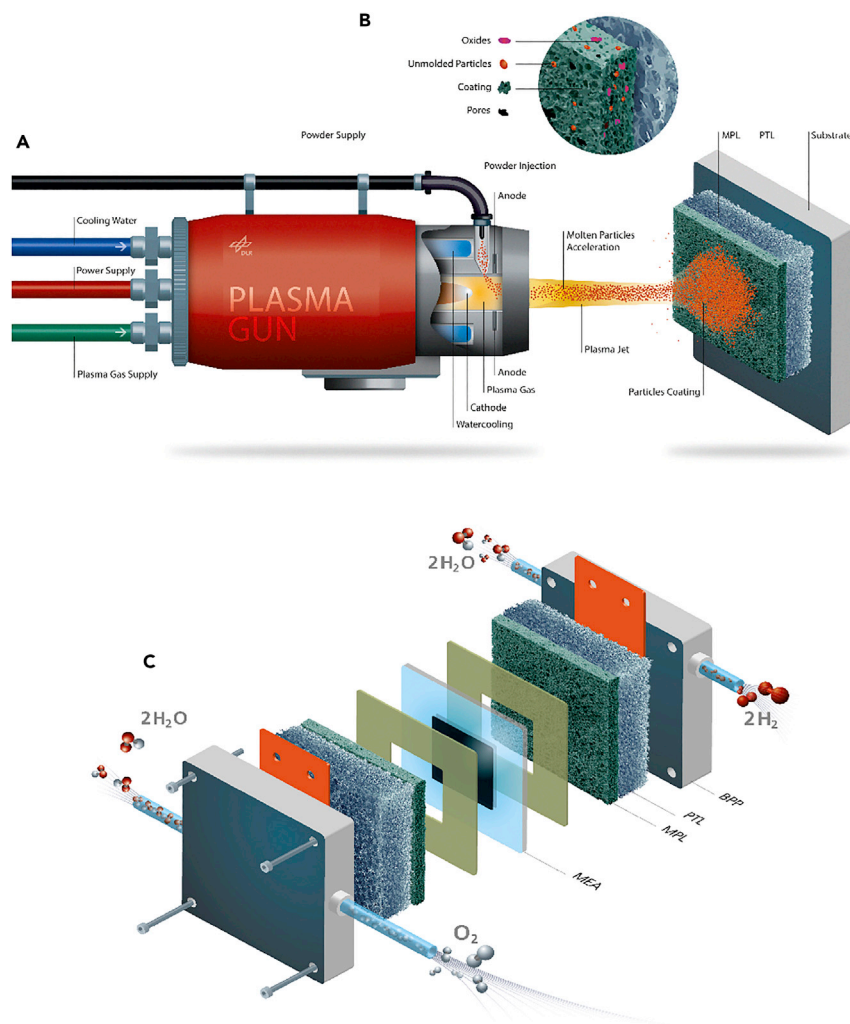 B
Oxides
Unmolded Particles
Coating
Pores
A
Powder Supply
MPL PTL Substrate
Powder Injection
Anode
Cooling Water
Molten Particles
Acceleration
DLR
Power Supply
PLASMA
GUN
Plasma Jet
Plasma Gas Supply
Anode
Plasma Gas
Particles Coating
Cathode
Watercooling
2H₂O
C
2H₂O
2H₂
BPP
PTL
MPL
MEA
O₂